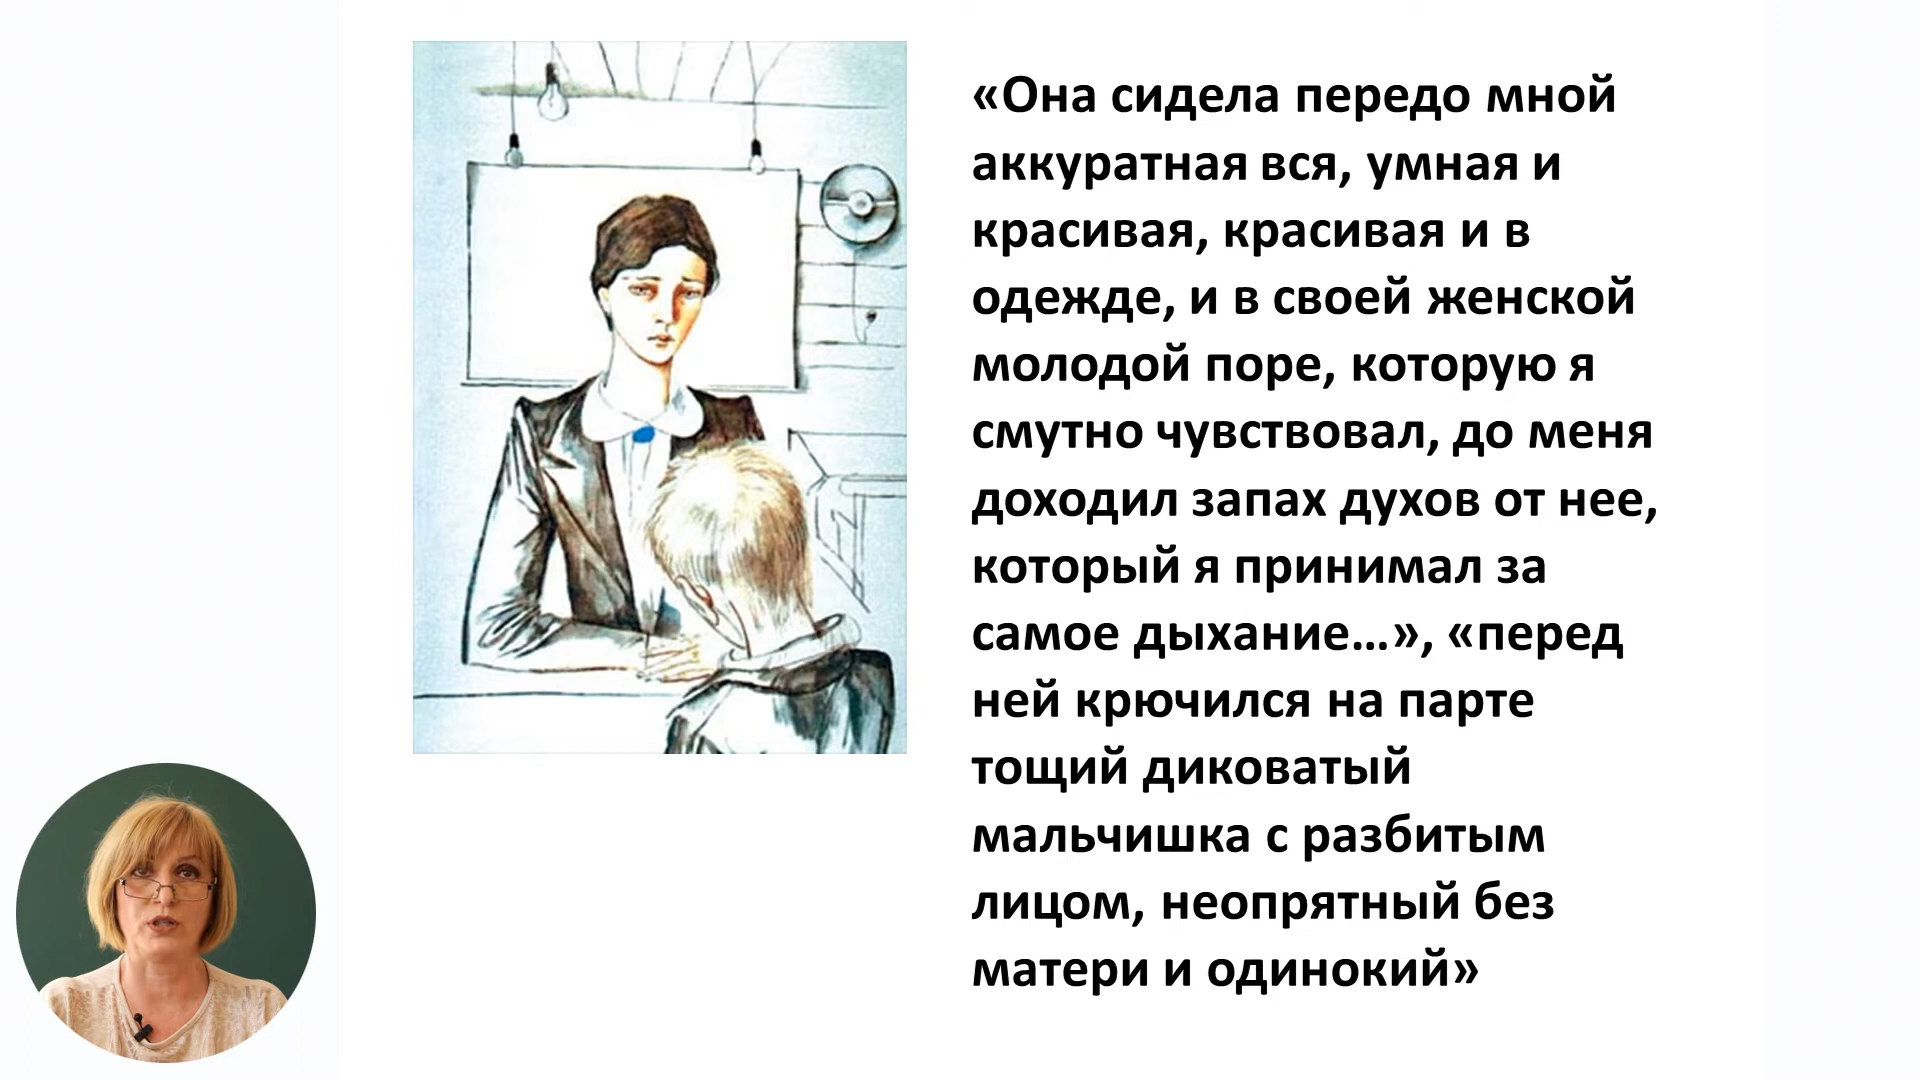 «Она сидела передо мной
аккуратная вся, умная и
красивая, красивая и в
одежде, и в своей женской
молодой поре, которую я
смутно чувствовал, до меня
доходил запах духов от нее,
который я принимал за
самое дыхание…», «перед
ней крючился на парте
тощий диковатый
мальчишка с разбитым
лицом, неопрятный без
матери и одинокий»